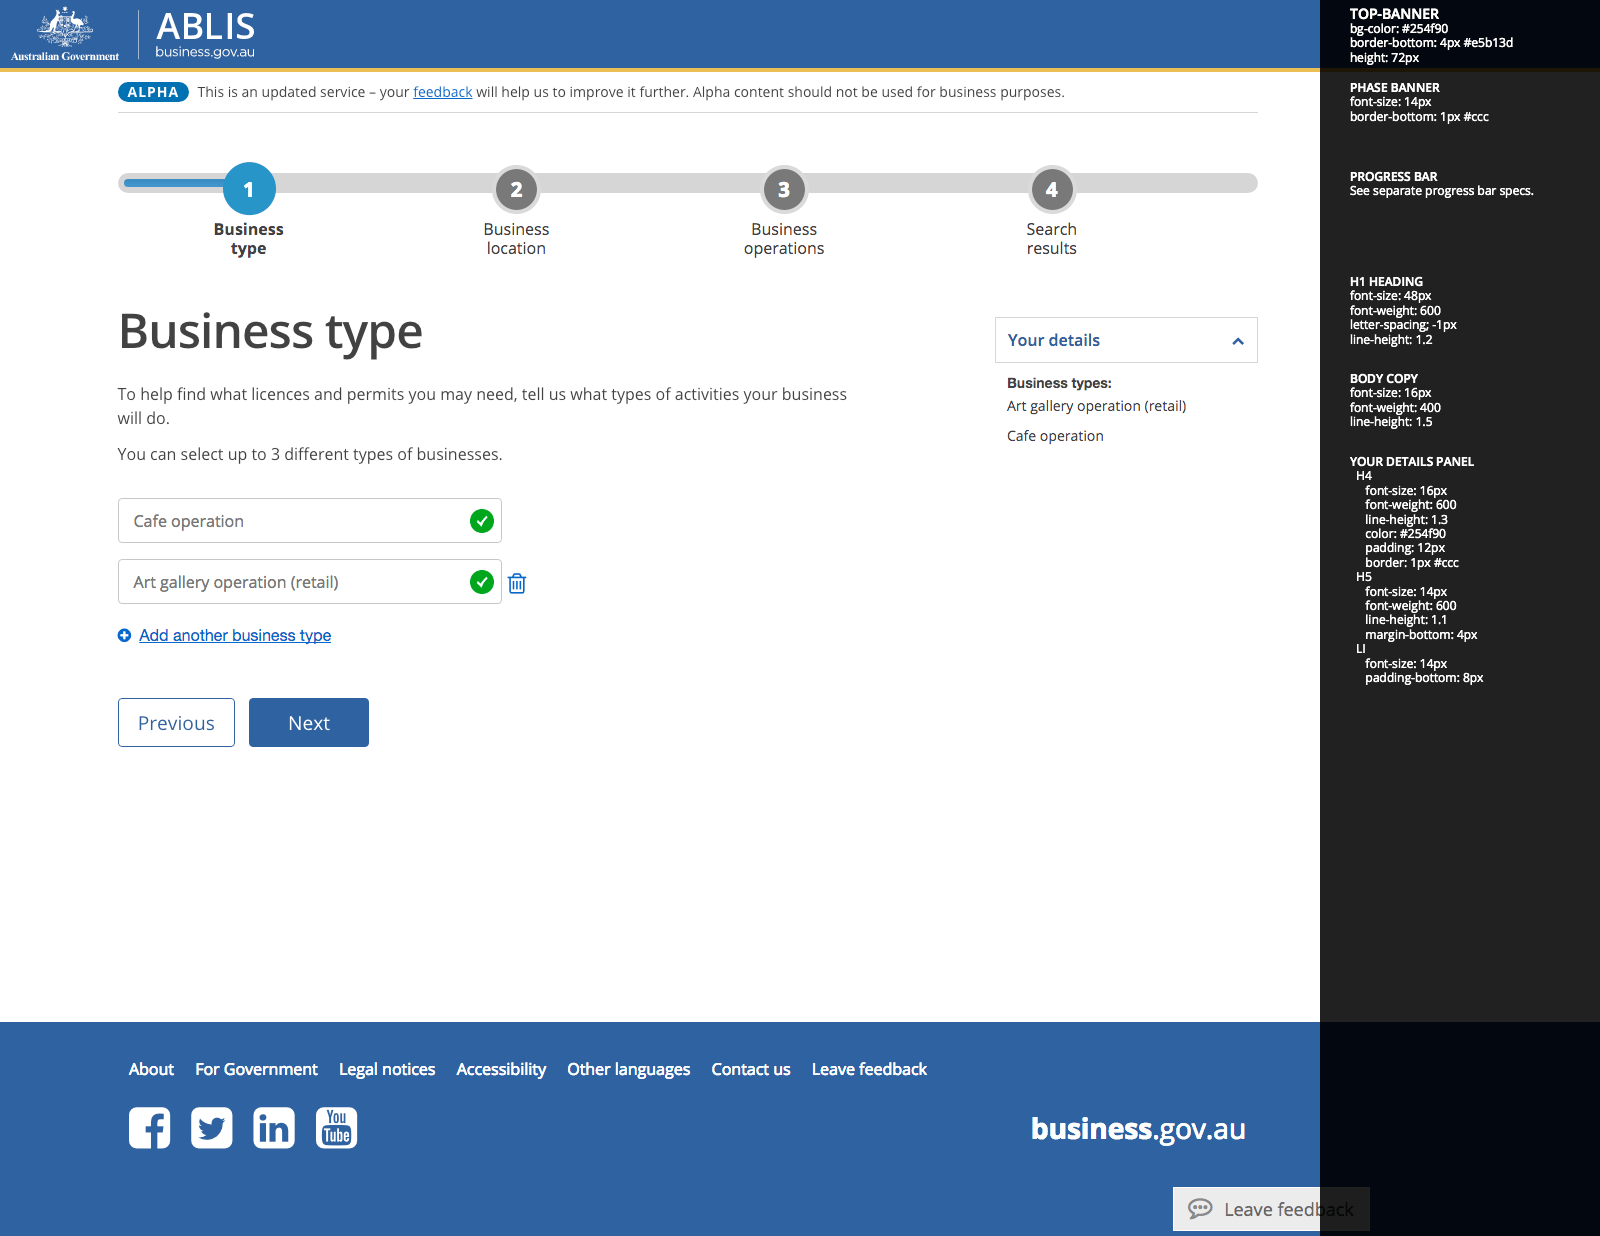 Australian Government
ABLIS
business.gov.au
ALPHA This is an updated service – your feedback will help us to improve it further. Alpha content should not be used for business purposes.
1
2
3
4
Business
type
Business
location
Business
operations
Search
results
Business type
To help find what licences and permits you may need, tell us what types of activities your business
will do.
You can select up to 3 different types of businesses.
Cafe operation
Art gallery operation (retail)
Add another business type
Previous
Next
Your details
Business types:
Art gallery operation (retail)
Cafe operation
About For Government Legal notices Accessibility Other languages Contact us Leave feedback
You
Tube
in
business.gov.au
Leave feedback
TOP-BANNER
bg-color: #254f90
border-bottom: 4px #e5b13d
height: 72px
PHASE BANNER
font-size: 14px
border-bottom: 1px #ccc
PROGRESS BAR
See separate progress bar specs.
H1 HEADING
font-size: 48px
font-weight: 600
letter-spacing; -1px
line-height: 1.2
BODY COPY
font-size: 16px
font-weight: 400
line-height: 1.5
YOUR DETAILS PANEL
H4
font-size: 16px
font-weight: 600
line-height: 1.3
color: #254f90
padding: 12px
border: 1px #ccc
H5
font-size: 14px
font-weight: 600
line-height: 1.1
margin-bottom: 4px
LI
font-size: 14px
padding-bottom: 8px